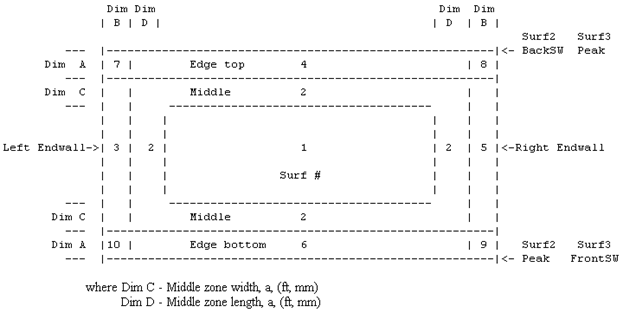 Dim Dim Dim Dim
| B | D | | D | B |
Surf2 Surf3
--- |-----------------------------------------------------------|<- BackSW Peak
Dim A | 7 | Edge top 4 | 8 |
--- |-----------------------------------------------------------|
Dim C | | Middle 2 | |
--- | | ---------------------------------------- | |
Left Endwall->| 3 | 2 | 1 | 2 | 5 |<-Right Endwall
Surf #
--- | | ---------------------------------------- | |
Dim C | | Middle 2 | |
--- |-----------------------------------------------------------|
Dim A |10 | Edge bottom 6 | 9 | Surf2 Surf3
--- |-----------------------------------------------------------|<- Peak FrontSW
where Dim C - Middle zone width, a, (ft, mm)
Dim D - Middle zone length, a, (ft, mm)